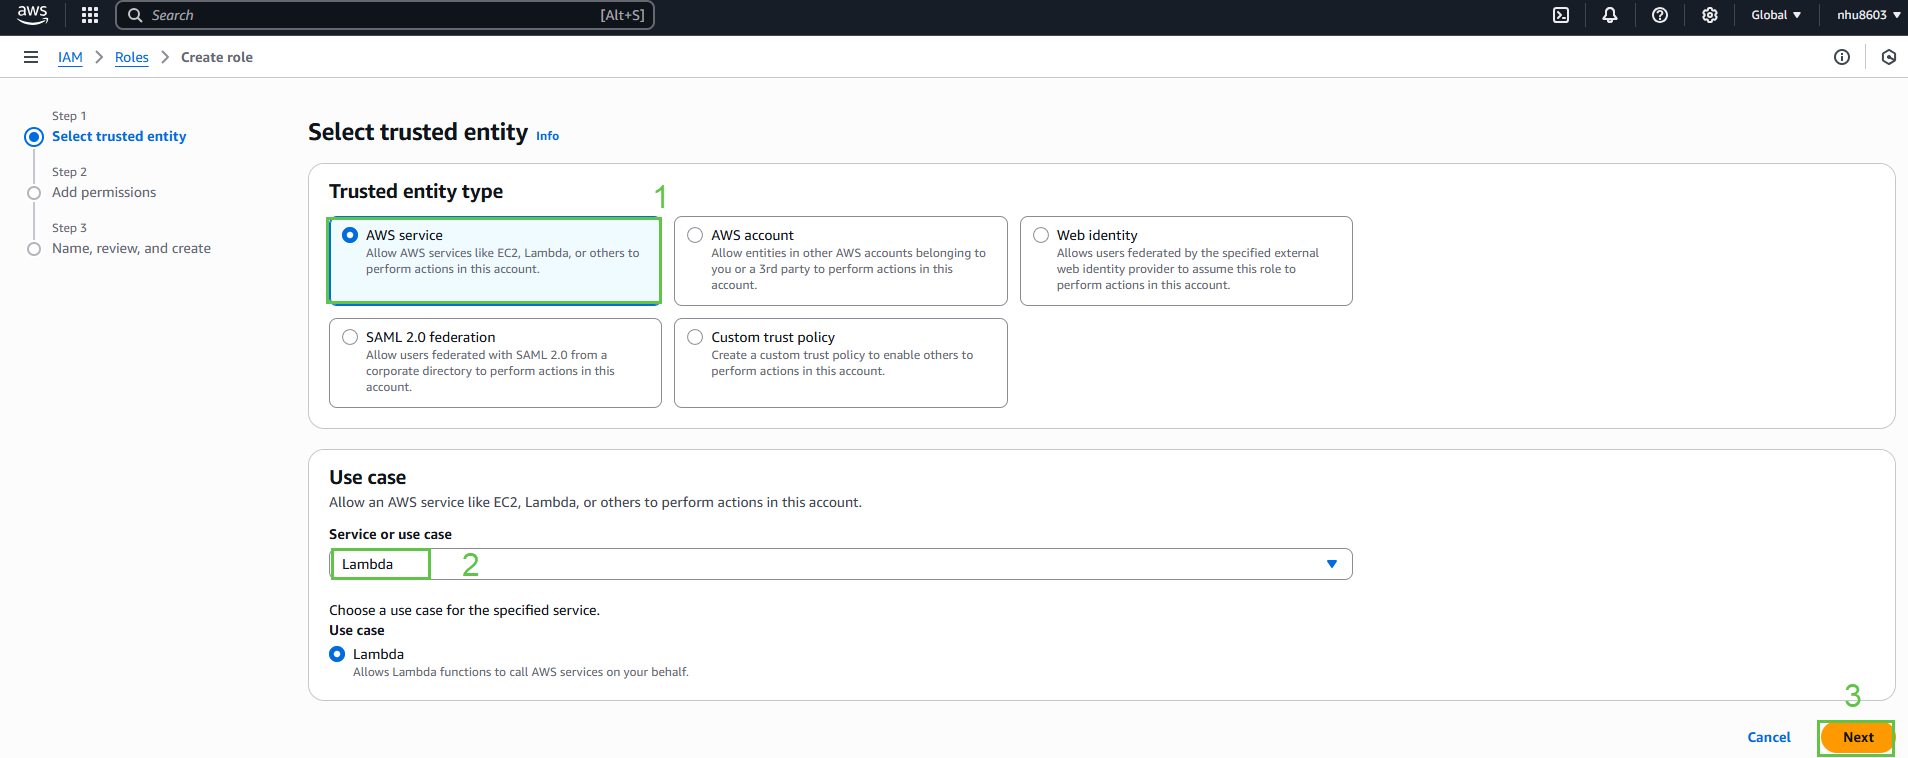 aws
Search
[Alt+S]
Global
nhu8603
IAM
Roles
Create role
Step 1
Select trusted entity
Step 2
Add permissions
Step 3
Name, review, and create
Select trusted entity Info
Trusted entity type
1
AWS service
Allow AWS services like EC2, Lambda, or others to
perform actions in this account.
AWS account
Allow entities in other AWS accounts belonging to
you or a 3rd party to perform actions in this
account.
Web identity
Allows users federated by the specified external
web identity provider to assume this role to
perform actions in this account.
SAML 2.0 federation
Allow users federated with SAML 2.0 from a
corporate directory to perform actions in this
account.
Custom trust policy
Create a custom trust policy to enable others to
perform actions in this account.
Use case
Allow an AWS service like EC2, Lambda, or others to perform actions in this account.
Service or use case
Lambda
2
Choose a use case for the specified service.
Use case
Lambda
Allows Lambda functions to call AWS services on your behalf.
3
Cancel
Next